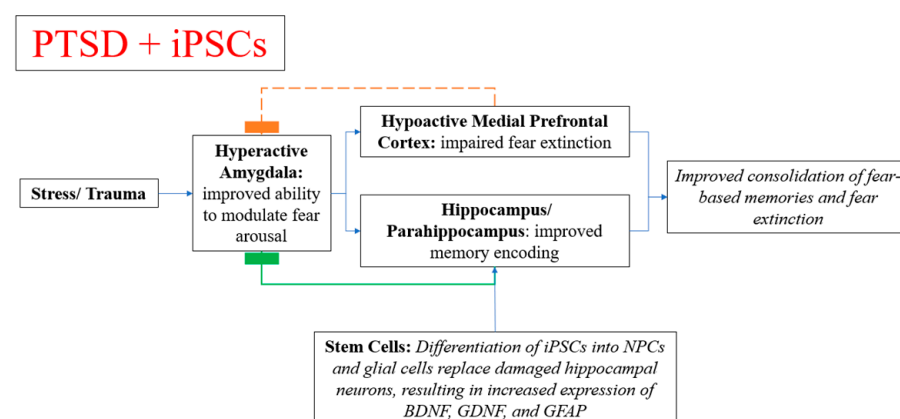 PTSD + iPSCs
Hypoactive Medial Prefrontal
Cortex: impaired fear extinction
Hyperactive
Amygdala:
improved ability
to modulate fear
arousal
Stress/ Trauma
Hippocampus/
Parahippocampus: improved
memory encoding
Improved consolidation of fear-
based memories and fear
extinction
Stem Cells: Differentiation of iPSCs into NPCs
and glial cells replace damaged hippocampal
neurons, resulting in increased expression of
BDNF, GDNF, and GFAP